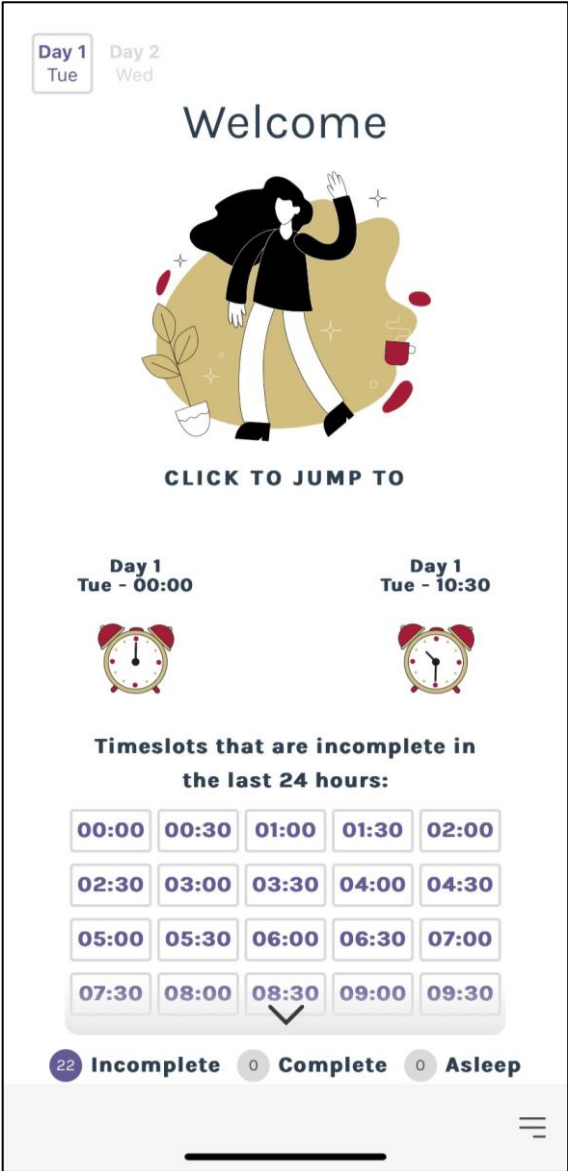 Day 1 Day 2
Tue Wed
Welcome
CLICK TO JUMP TO
Day 1 Day 1
Tue - 00:00 Tue - 10:30
Timeslots that are incomplete in
the last 24 hours:
00:00 00:30 01:00 01:30 02:00
02:30 03:00 03:30 04:00 04:30
05:00 05:30 06:00 06:30 07:00
07:30 08:00 08:30 09:00 09:30
22 Incomplete 0 Complete 0 Asleep